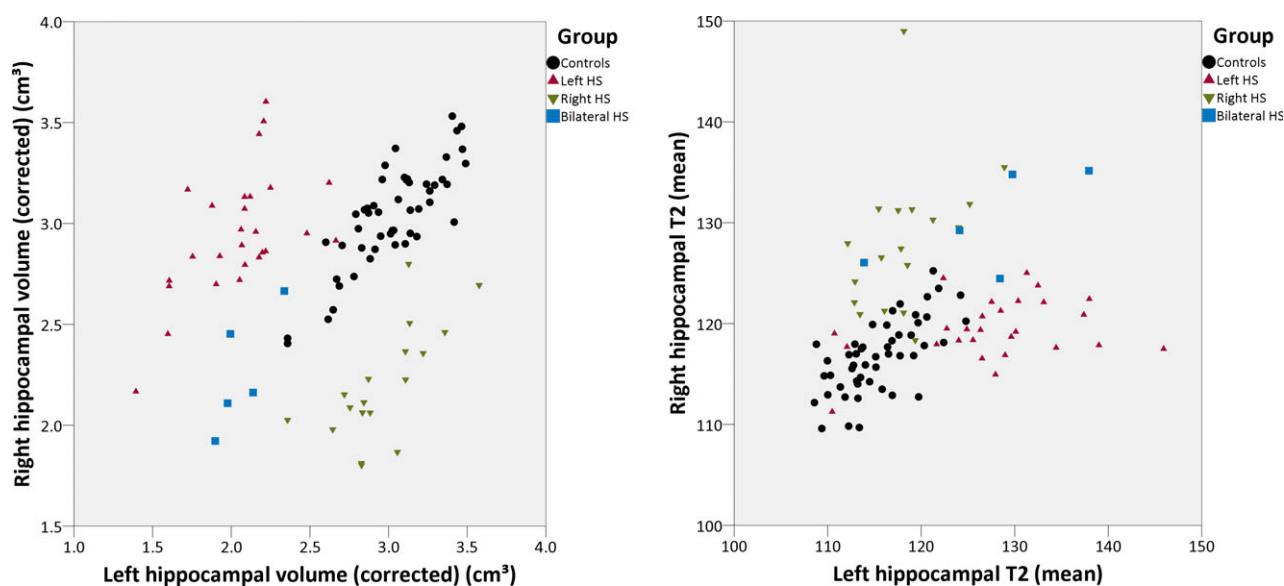 Right hippocampal volume (corrected) (cm³)
4.0
3.5
3.0
2.5
2.0
1.5
1.0 1.5 2.0 2.5 3.0 3.5 4.0
Left hippocampal volume (corrected) (cm³)
Group
Controls
Left HS
Right HS
Bilateral HS
Right hippocampal T2 (mean)
150
140
130
120
110
100
100 110 120 130 140 150
Left hippocampal T2 (mean)
Group
Controls
Left HS
Right HS
Bilateral HS